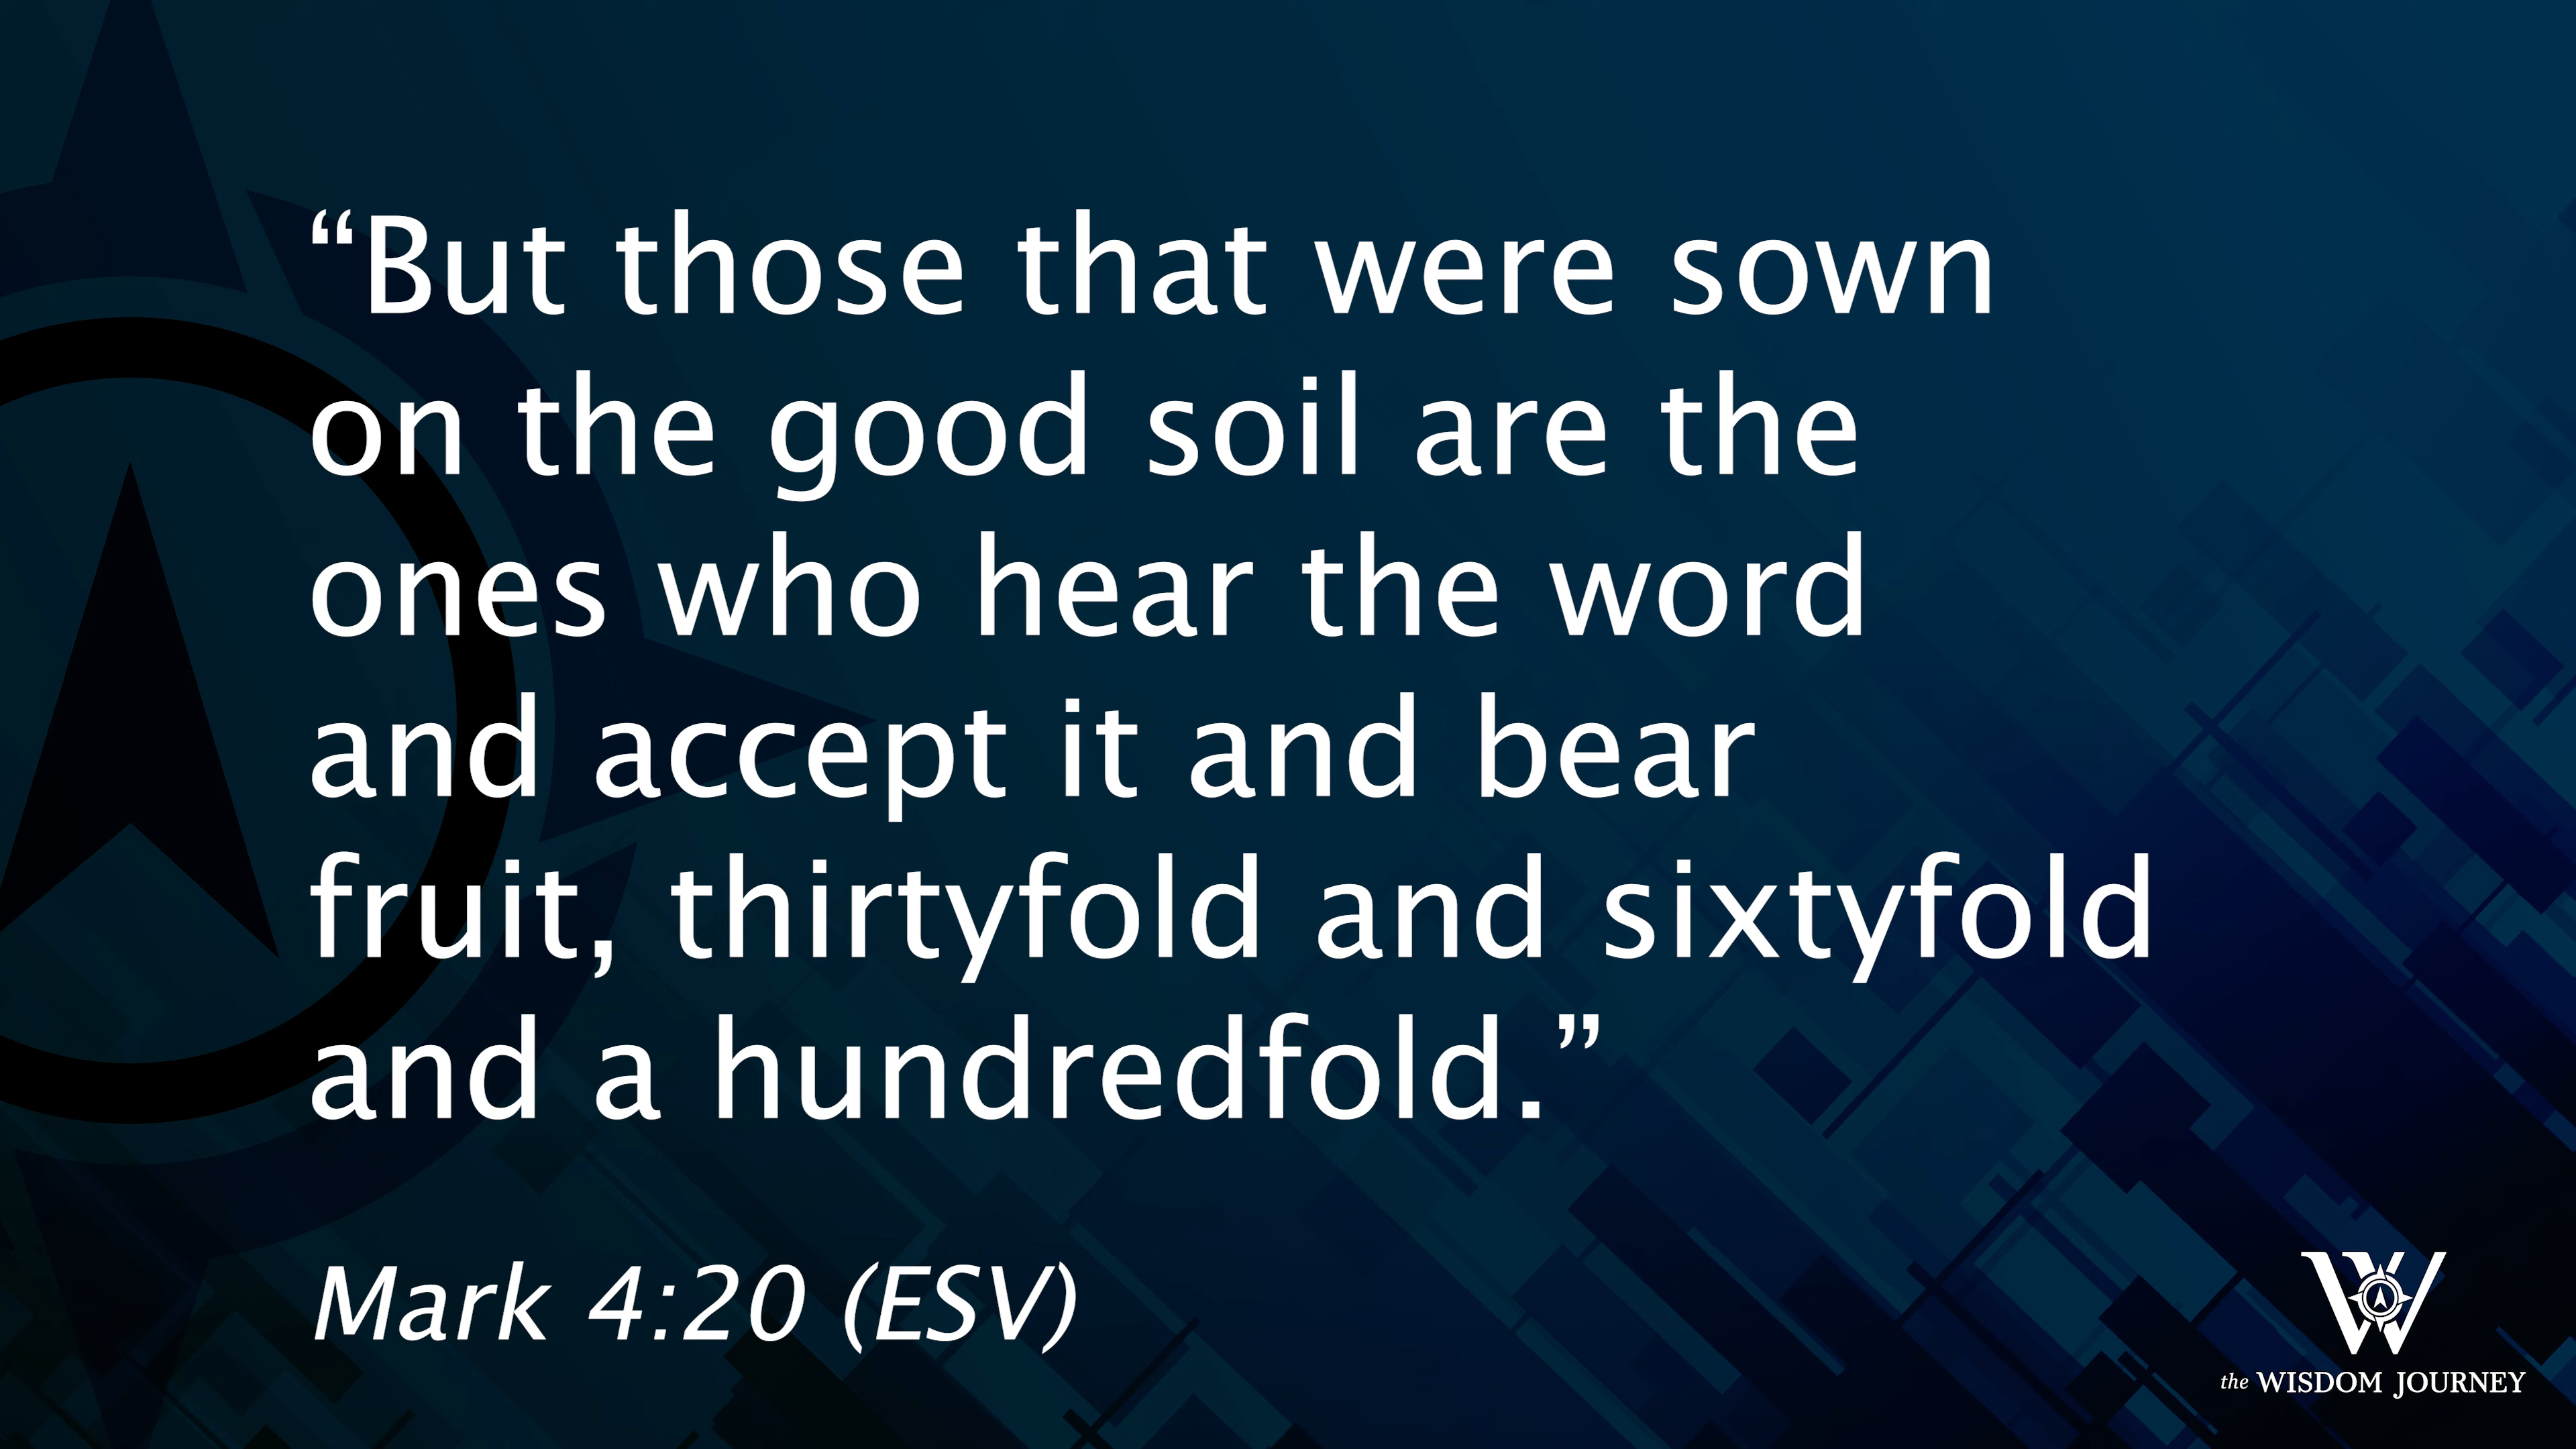 “But those that were sown
on the good soil are the
ones who hear the word
and accept it and bear
fruit, thirtyfold and sixtyfold
and a hundredfold.”
Mark 4:20 (ESV)
W
the WISDOM JOURNEY